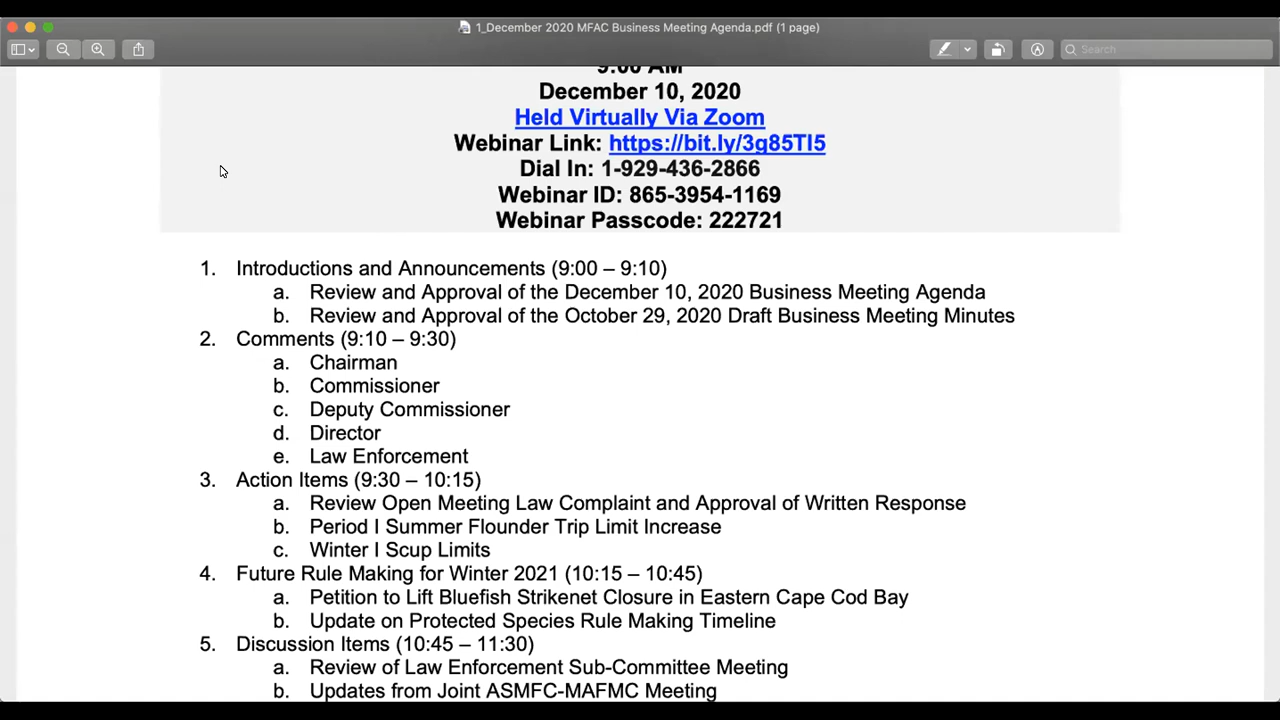 1_December 2020 MFAC Business Meeting Agenda.pdf (1 page)
Search
9:00 AM
December 10, 2020
Held Virtually Via Zoom
Webinar Link: https://bit.ly/3g85TI5
Dial In: 1-929-436-2866
Webinar ID: 865-3954-1169
Webinar Passcode: 222721
1. Introductions and Announcements (9:00 – 9:10)
a. Review and Approval of the December 10, 2020 Business Meeting Agenda
b. Review and Approval of the October 29, 2020 Draft Business Meeting Minutes
2. Comments (9:10 – 9:30)
a. Chairman
b. Commissioner
c. Deputy Commissioner
d. Director
e. Law Enforcement
3. Action Items (9:30 – 10:15)
a. Review Open Meeting Law Complaint and Approval of Written Response
b. Period I Summer Flounder Trip Limit Increase
c. Winter I Scup Limits
4. Future Rule Making for Winter 2021 (10:15 – 10:45)
a. Petition to Lift Bluefish Strikenet Closure in Eastern Cape Cod Bay
b. Update on Protected Species Rule Making Timeline
5. Discussion Items (10:45 – 11:30)
a. Review of Law Enforcement Sub-Committee Meeting
b. Updates from Joint ASMFC-MAFMC Meeting